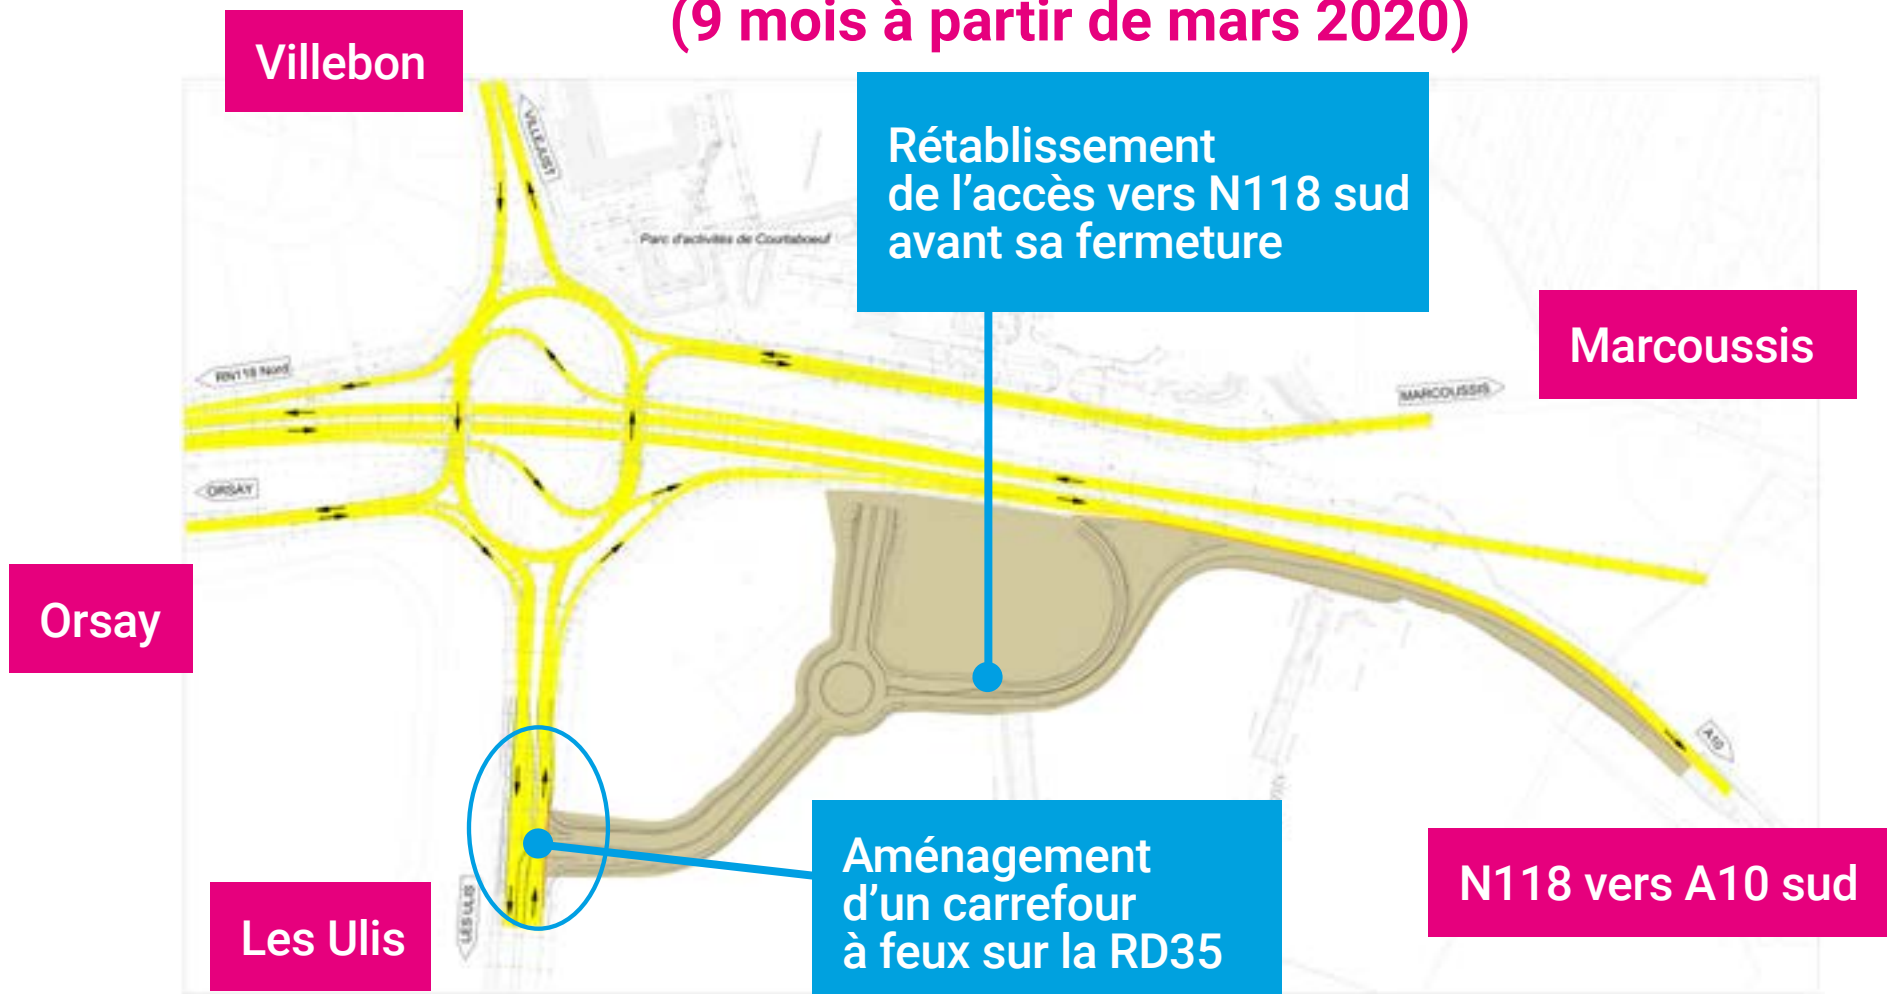 (9 mois à partir de mars 2020)
Villebon
VILLEJUST
Rétablissement
de l’accès vers N118 sud
avant sa fermeture
Parc d'activités de Courtaboeuf
Marcoussis
RN118 Nord
MARCOUSSIS
ORSAY
Orsay
A10
Aménagement
d’un carrefour
à feux sur la RD35
N118 vers A10 sud
LES ULIS
Les Ulis